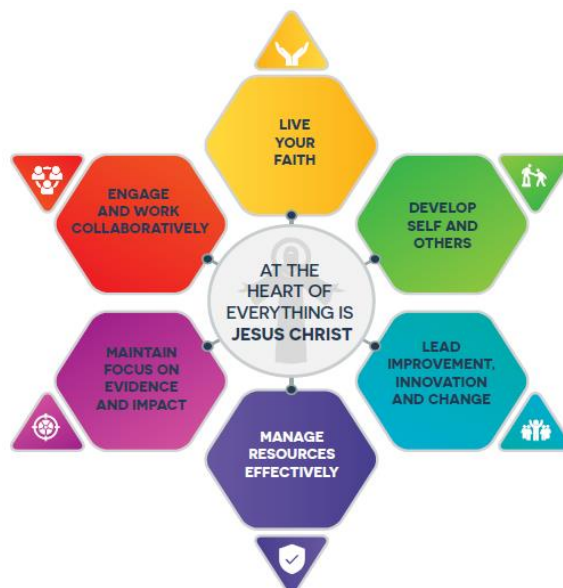 LIVE
YOUR
FAITH
ENGAGE
AND WORK
COLLABORATIVELY
DEVELOP
SELF AND
OTHERS
AT THE
HEART OF
EVERYTHING IS
JESUS CHRIST
MAINTAIN
FOCUS ON
EVIDENCE
AND IMPACT
LEAD
IMPROVEMENT,
INNOVATION
AND CHANGE
MANAGE
RESOURCES
EFFECTIVELY